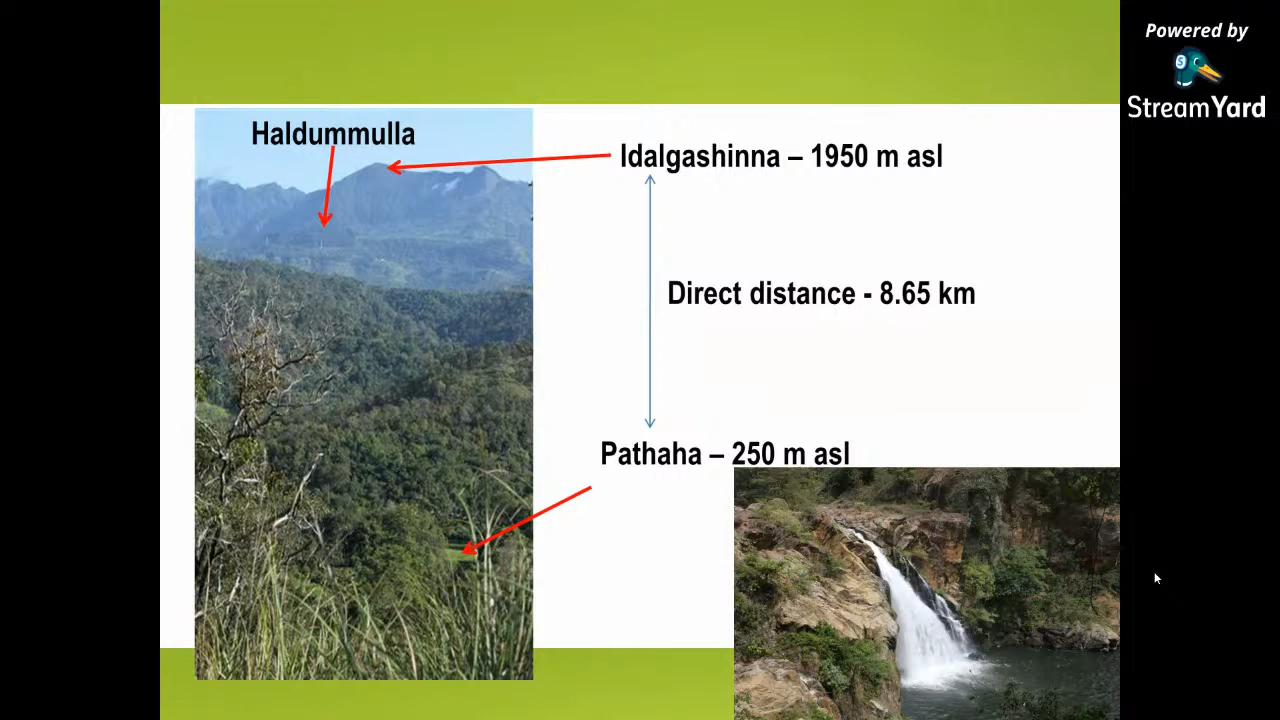 Powered by
StreamYard
Haldummulla
Idalgashinna – 1950 m asl
Direct distance - 8.65 km
Pathaha – 250 m asl